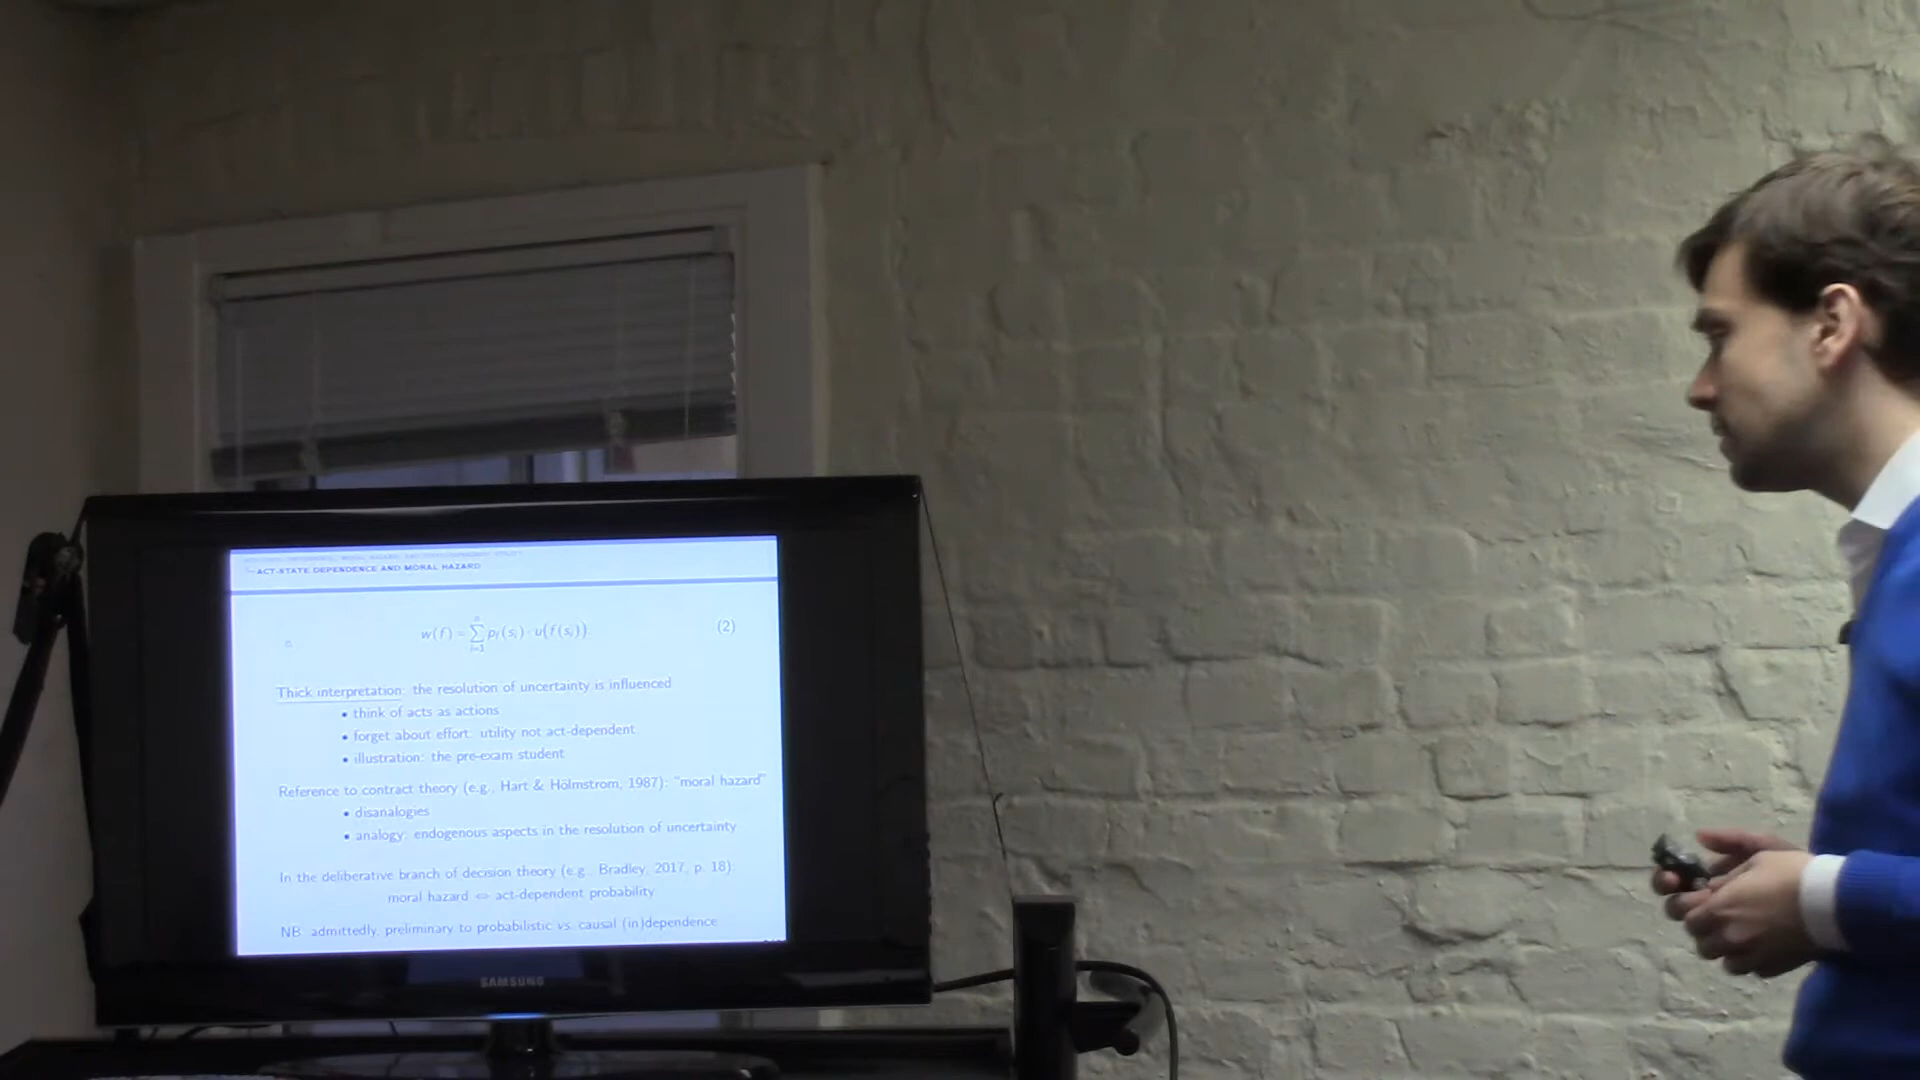 ACT-STATE DEPENDENCE AND MORAL HAZARD
w(f) = ∑ⁿᵢ₌₁ p_f(sᵢ) · u(f(sᵢ)). (2)
Thick interpretation: the resolution of uncertainty is influenced
• think of acts as actions
• forget about effort: utility not act-dependent
• illustration: the pre-exam student
Reference to contract theory (e.g., Hart & Hölmstrom, 1987): "moral hazard"
• disanalogies
• analogy: endogenous aspects in the resolution of uncertainty
In the deliberative branch of decision theory (e.g., Bradley, 2017, p. 18):
moral hazard ⇔ act-dependent probability
NB: admittedly, preliminary to probabilistic vs. causal (in)dependence
SAMSUNG